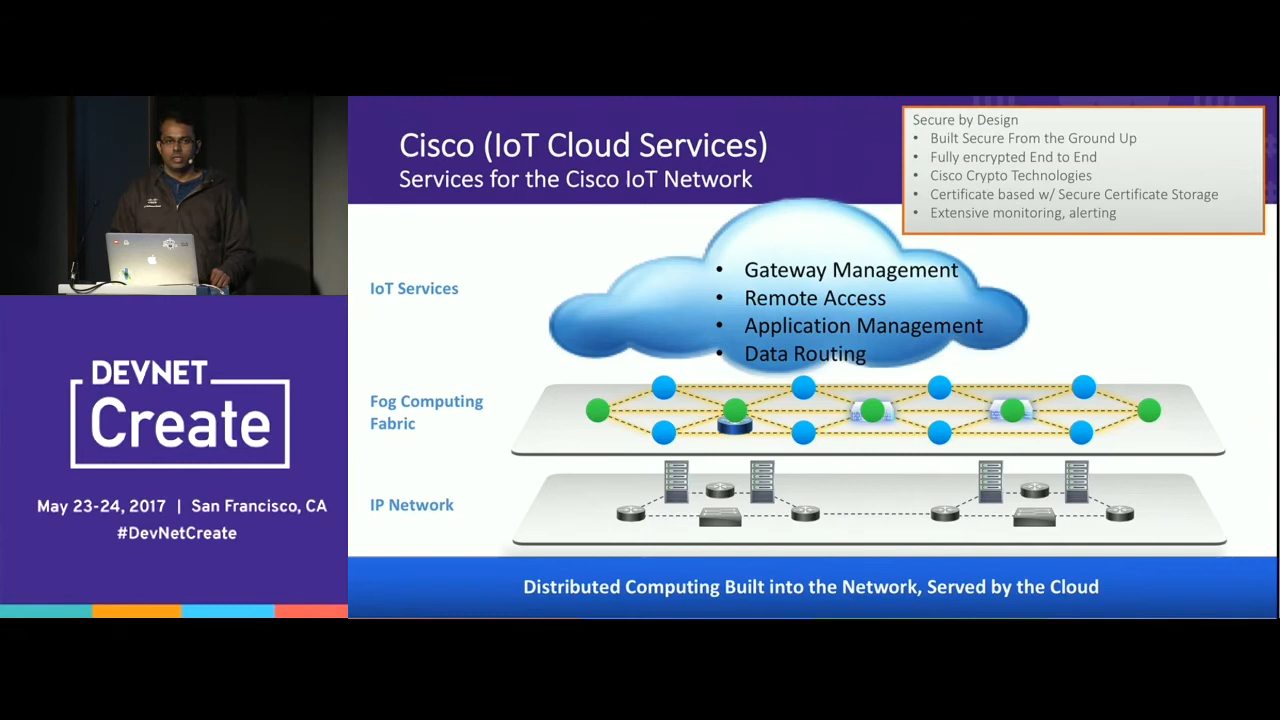 Cisco (IoT Cloud Services)
Services for the Cisco IoT Network
Secure by Design
• Built Secure From the Ground Up
• Fully encrypted End to End
• Cisco Crypto Technologies
• Certificate based w/ Secure Certificate Storage
• Extensive monitoring, alerting
IoT Services
• Gateway Management
• Remote Access
• Application Management
• Data Routing
Fog Computing
Fabric
IP Network
Distributed Computing Built into the Network, Served by the Cloud
DEVNET
Create
May 23-24, 2017 | San Francisco, CA
#DevNetCreate